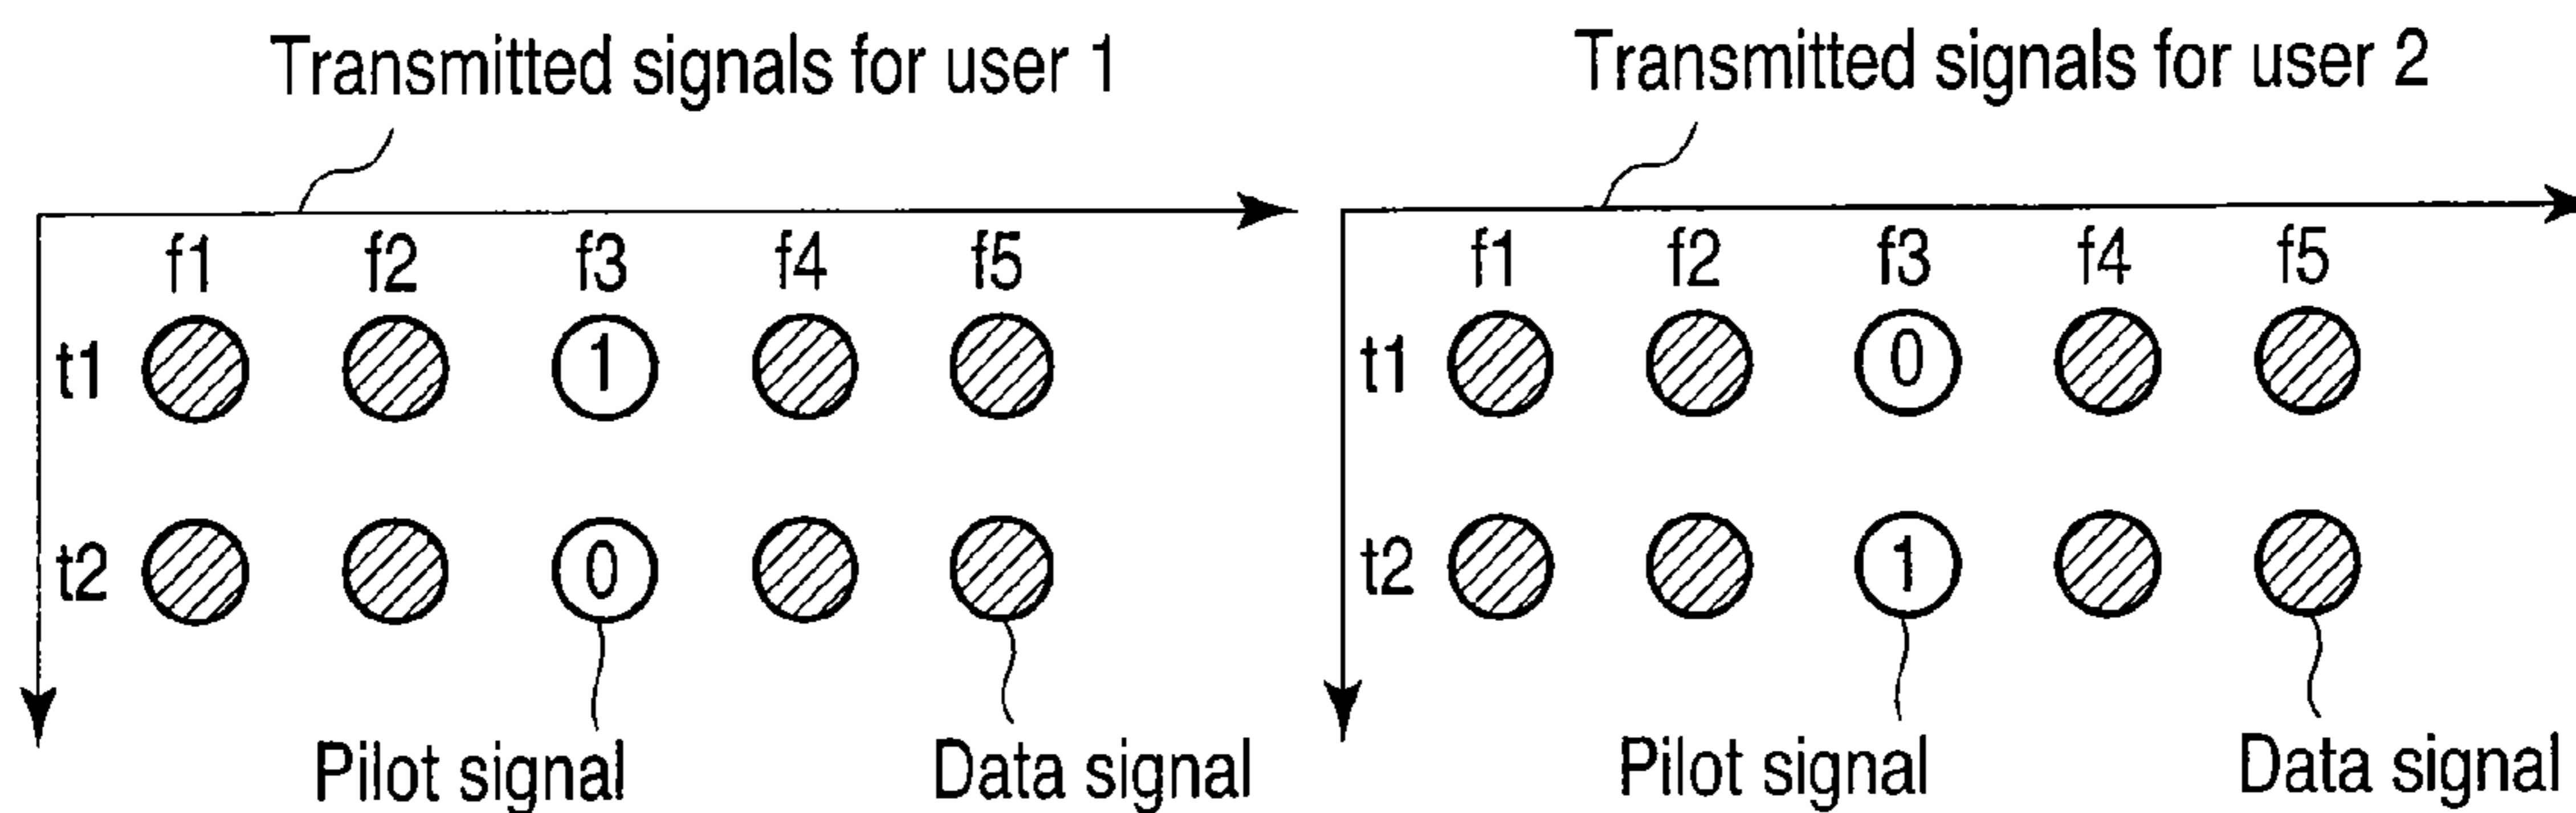 Transmitted signals for user 1
f1 f2 f3 f4 f5
t1 1
t2 0
Pilot signal Data signal
Transmitted signals for user 2
f1 f2 f3 f4 f5
t1 0
t2 1
Pilot signal Data signal